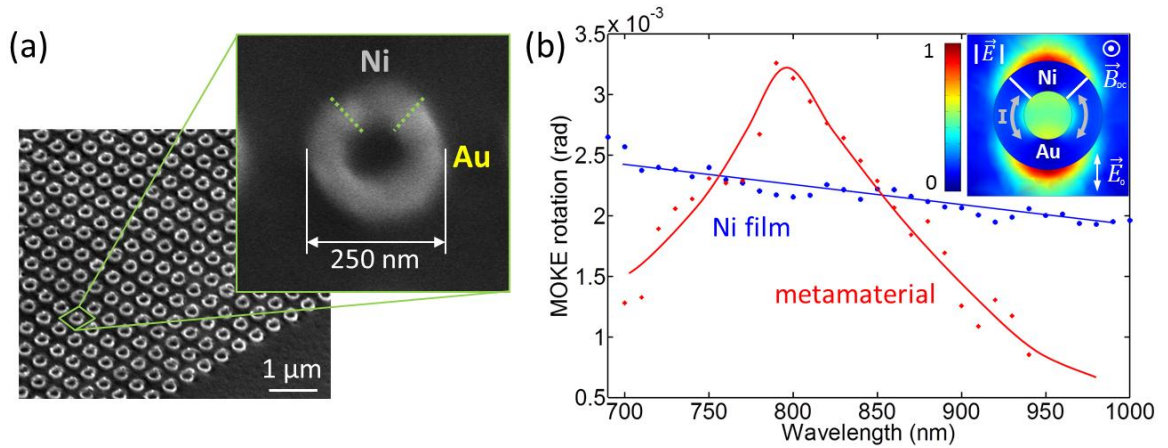 (a)
Ni
Au
250 nm
1 μm
(b)
x 10⁻³
3.5
3
2.5
2
1.5
1
0.5
MOKE rotation (rad)
700 750 800 850 900 950 1000
Wavelength (nm)
Ni film
metamaterial
1
0
|E⃗|
Ni
B⃗DC
I
Au
E⃗0